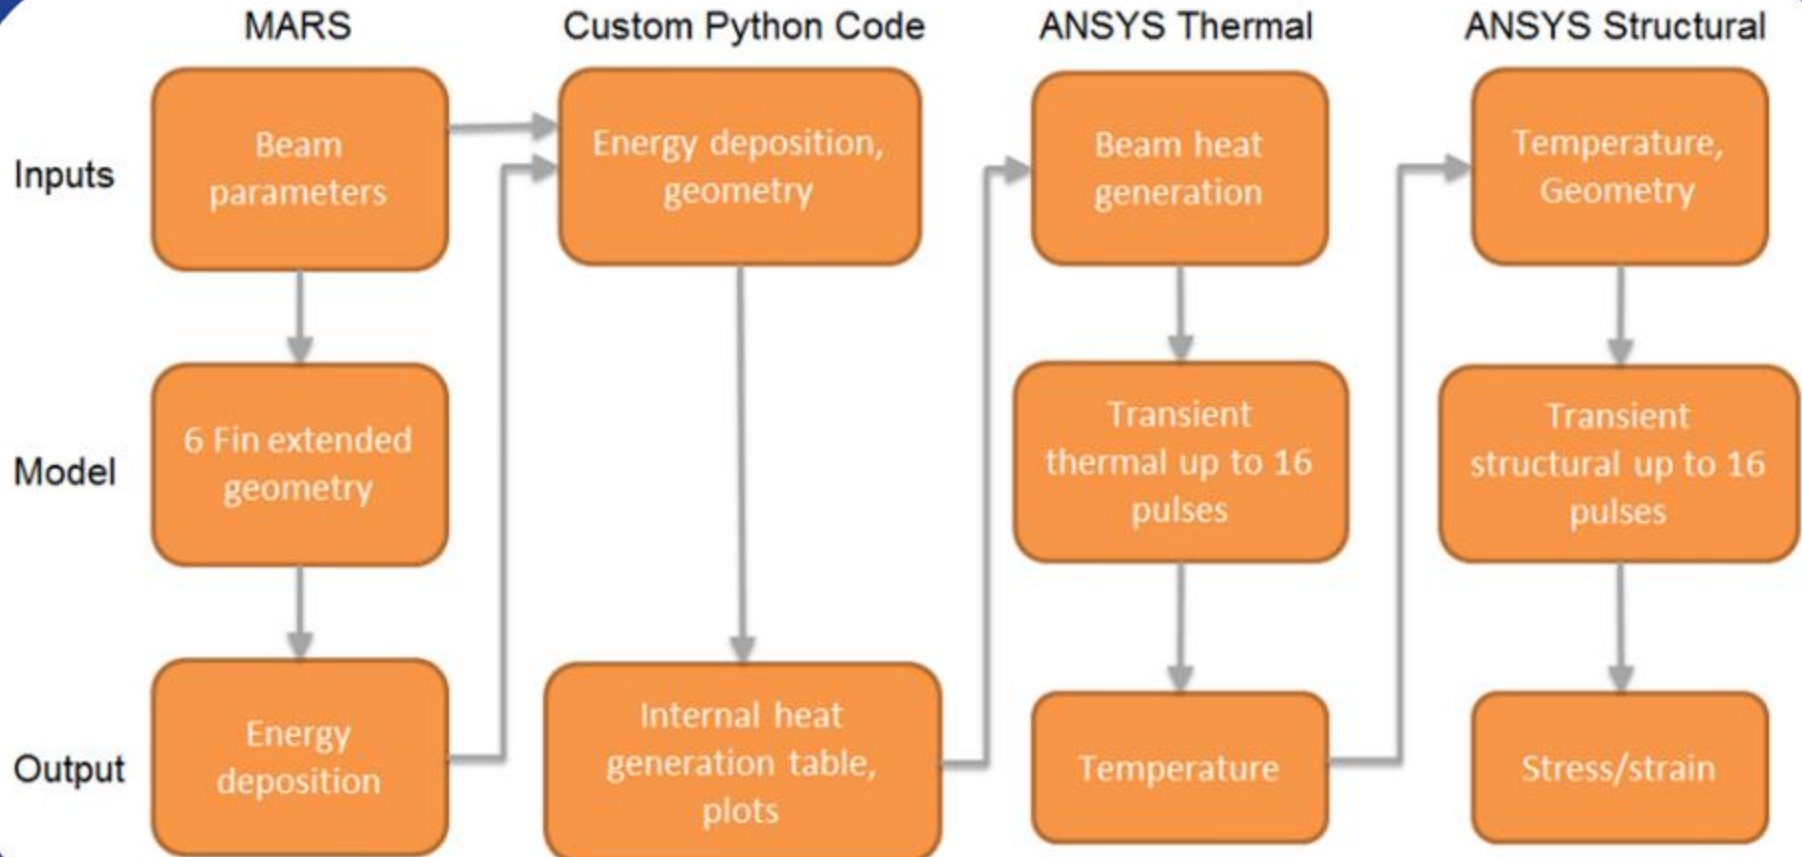 MARS
Custom Python Code
ANSYS Thermal
ANSYS Structural
Inputs
Beam
parameters
Energy deposition,
geometry
Beam heat
generation
Temperature,
Geometry
Model
6 Fin extended
geometry
Transient
thermal up to 16
pulses
Transient
structural up to 16
pulses
Output
Energy
deposition
Internal heat
generation table,
plots
Temperature
Stress/strain